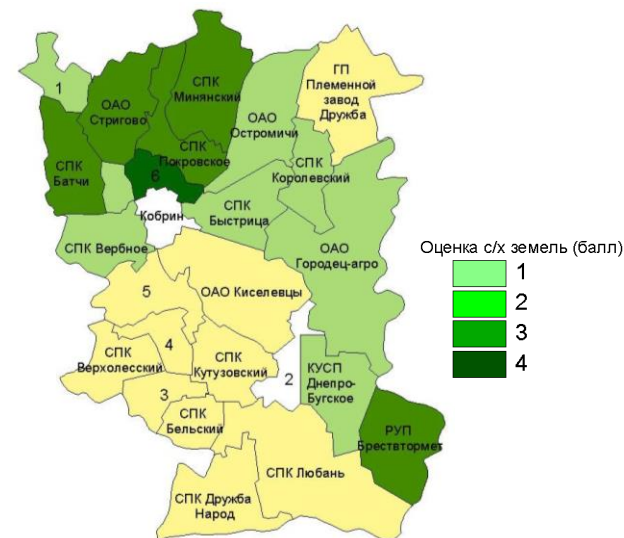 ГП
Племенной
завод
Дружба
СПК
Минянский
1
ОАО
Стригово
ОАО
Остромичи
СПК
Покровское
СПК
Королевский
СПК
Батчи
6
СПК
Быстрица
Кобрин
СПК Вербное
ОАО
Городец-агро
Оценка с/х земель (балл)
1
2
3
4
5
ОАО Киселевцы
4
СПК
Верхолесский
СПК
Кутузовский
2
КУСП
Днепро-
Бугское
3
СПК
Бельский
РУП
Брествтормет
СПК Любань
СПК Дружба
Народ